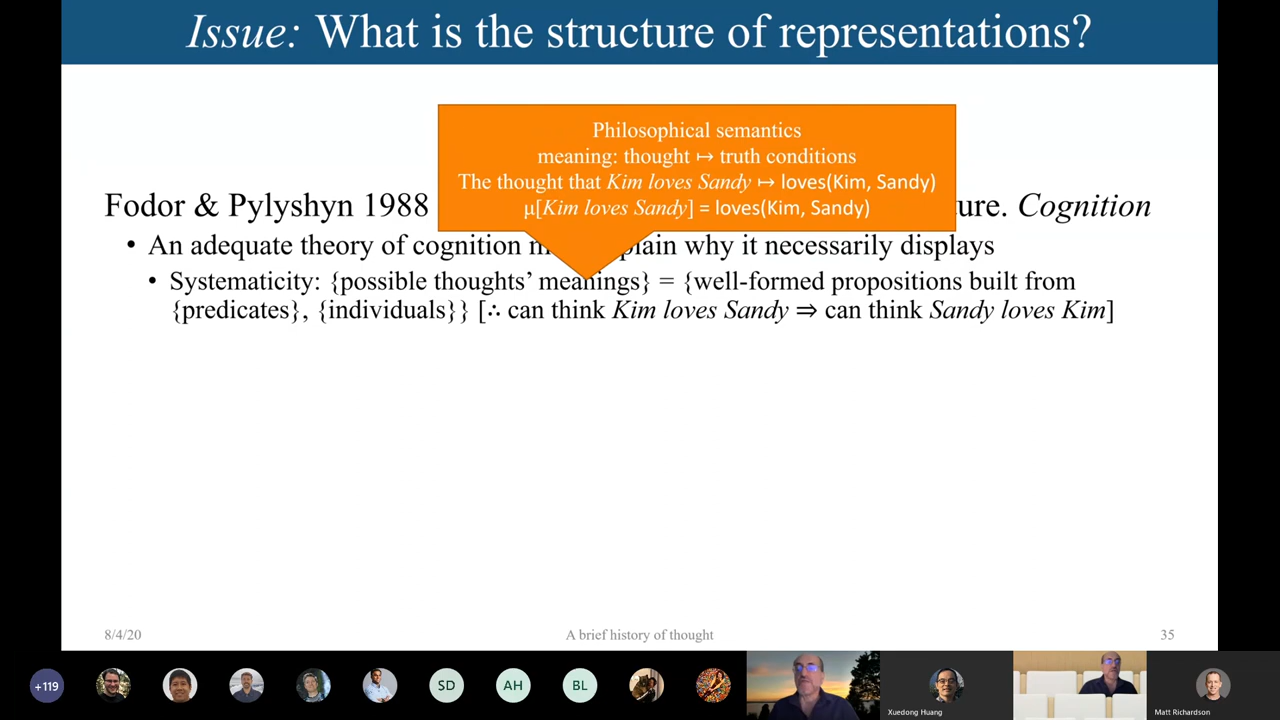 Issue: What is the structure of representations?
Philosophical semantics
meaning: thought ↦ truth conditions
The thought that Kim loves Sandy ↦ loves(Kim, Sandy)
μ[Kim loves Sandy] = loves(Kim, Sandy)
Fodor & Pylyshyn 1988 Cognition
• An adequate theory of cognition explain why it necessarily displays
• Systematicity: {possible thoughts’ meanings} = {well-formed propositions built from
{predicates}, {individuals}} [∴ can think Kim loves Sandy ⇒ can think Sandy loves Kim]
8/4/20
A brief history of thought
35
+119
SD
AH
BL
Xuedong Huang
Matt Richardson